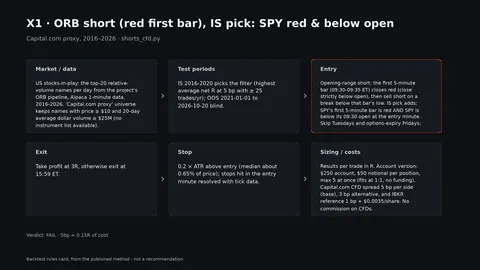 X1 · ORB short (red first bar), IS pick: SPY red & below open
Capital.com proxy, 2016–2026 · shorts_cfd.py
Market / data
US stocks-in-play: the top-20 relative-
volume names per day from the project's
ORB pipeline, Alpaca 1-minute data,
2016-2026. 'Capital.com proxy' universe
keeps names with price ≥ $10 and 20-day
average dollar volume ≥ $25M (no
instrument list available).
›
Test periods
IS 2016-2020 picks the filter (highest
average net R at 5 bp with ≥ 25
trades/yr); OOS 2021-01-01 to
2026-10-20 blind.
›
Entry
Opening-range short: the first 5-minute
bar (09:30-09:35 ET) closes red (close
strictly below open), then sell short on a
break below that bar's low. IS pick adds:
SPY's first 5-minute bar is red AND SPY is
below its 09:30 open at the entry minute.
Skip Tuesdays and options-expiry Fridays.
Exit
Take profit at 3R, otherwise exit at
15:59 ET.
›
Stop
0.2 × ATR above entry (median about
0.65% of price); stops hit in the entry
minute resolved with tick data.
›
Sizing / costs
Results per trade in R. Account version:
$250 account, $50 notional per position,
max 5 at once (fits at 1:1, no funding).
Capital.com CFD spread 5 bp per side
(base), 3 bp alternative, and IBKR
reference 1 bp + $0.0035/share. No
commission on CFDs.
Verdict: FAIL · 5bp ≈ 0.15R of cost
Backtest rules card, from the published method · not a recommendation.